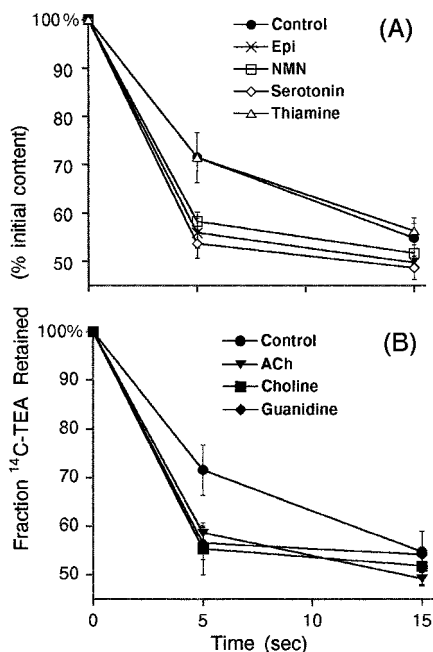 100%
90
80
70
60
50
(% initial content)
(A)
Control
Epi
NMN
Serotonin
Thiamine
100%
90
80
70
60
50
Fraction ¹⁴C-TEA Retained
(B)
Control
ACh
Choline
Guanidine
0
5
10
15
Time (sec)